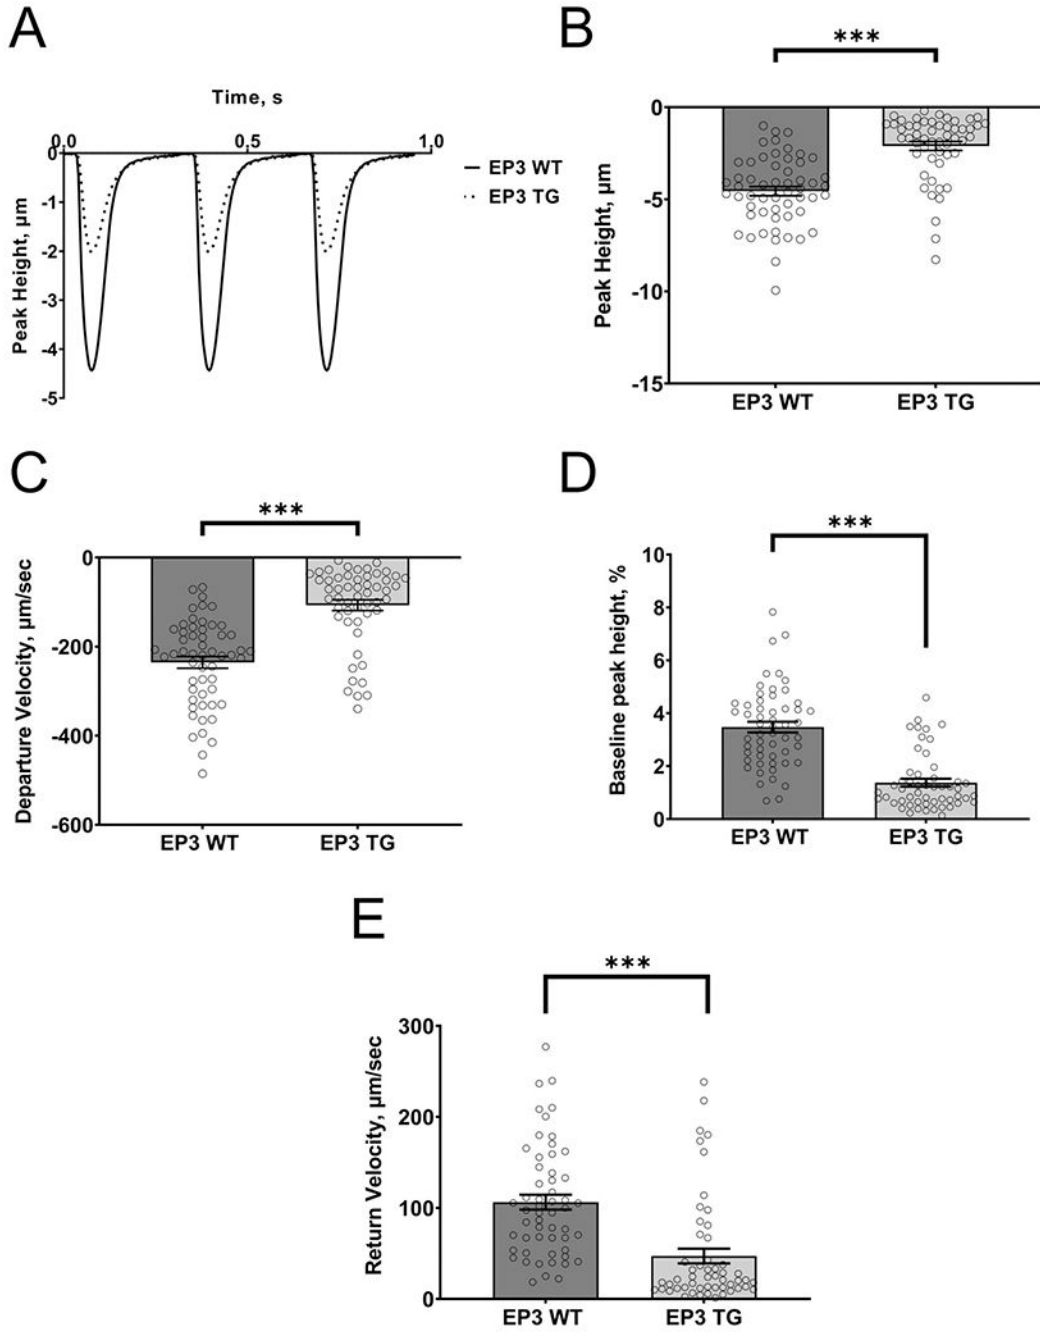 A
Time, s
0.0 0.5 1.0
0
-1
-2
-3
-4
-5
Peak Height, µm
EP3 WT
EP3 TG
B
***
0
-5
-10
-15
Peak Height, µm
EP3 WT EP3 TG
C
***
0
-200
-400
-600
Departure Velocity, µm/sec
EP3 WT EP3 TG
D
***
10
8
6
4
2
0
Baseline peak height, %
EP3 WT EP3 TG
E
***
300
200
100
0
Return Velocity, µm/sec
EP3 WT EP3 TG